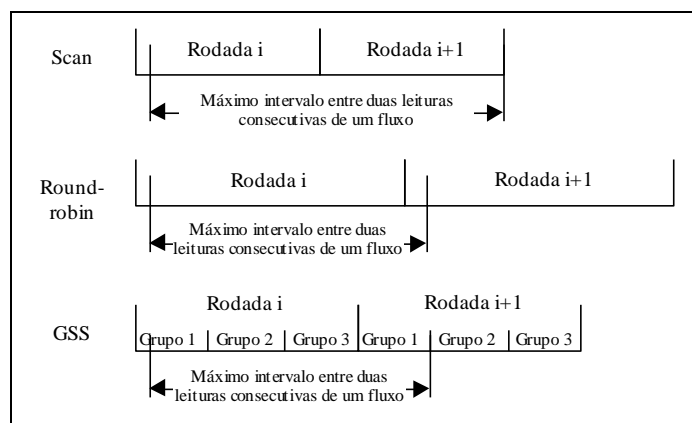 Scan
Rodada i
Rodada i+1
Máximo intervalo entre duas leituras
consecutivas de um fluxo
Round-
robin
Rodada i
Rodada i+1
Máximo intervalo entre duas
leituras consecutivas de um fluxo
GSS
Rodada i
Rodada i+1
Grupo 1
Grupo 2
Grupo 3
Grupo 1
Grupo 2
Grupo 3
Máximo intervalo entre duas
leituras consecutivas de um fluxo